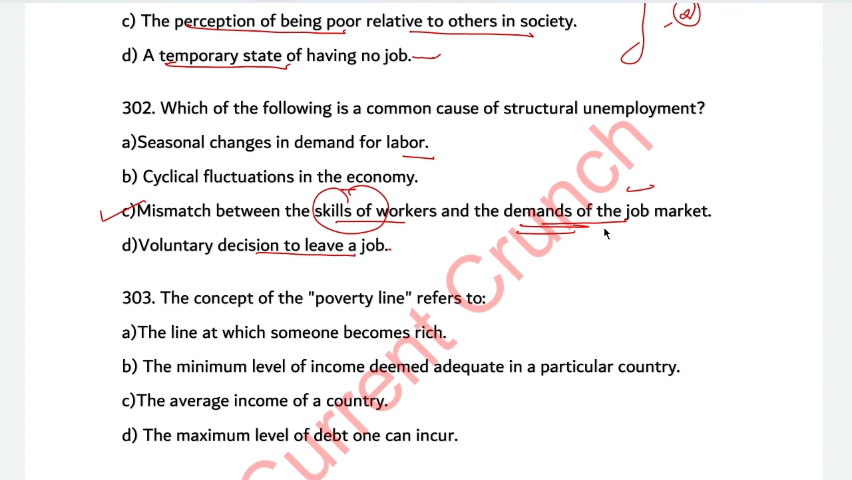 c) The perception of being poor relative to others in society.
d) A temporary state of having no job.
302. Which of the following is a common cause of structural unemployment?
a)Seasonal changes in demand for labor.
b) Cyclical fluctuations in the economy.
c)Mismatch between the skills of workers and the demands of the job market.
d)Voluntary decision to leave a job.
303. The concept of the "poverty line" refers to:
a)The line at which someone becomes rich.
b) The minimum level of income deemed adequate in a particular country.
c)The average income of a country.
d) The maximum level of debt one can incur.
Current Crunch